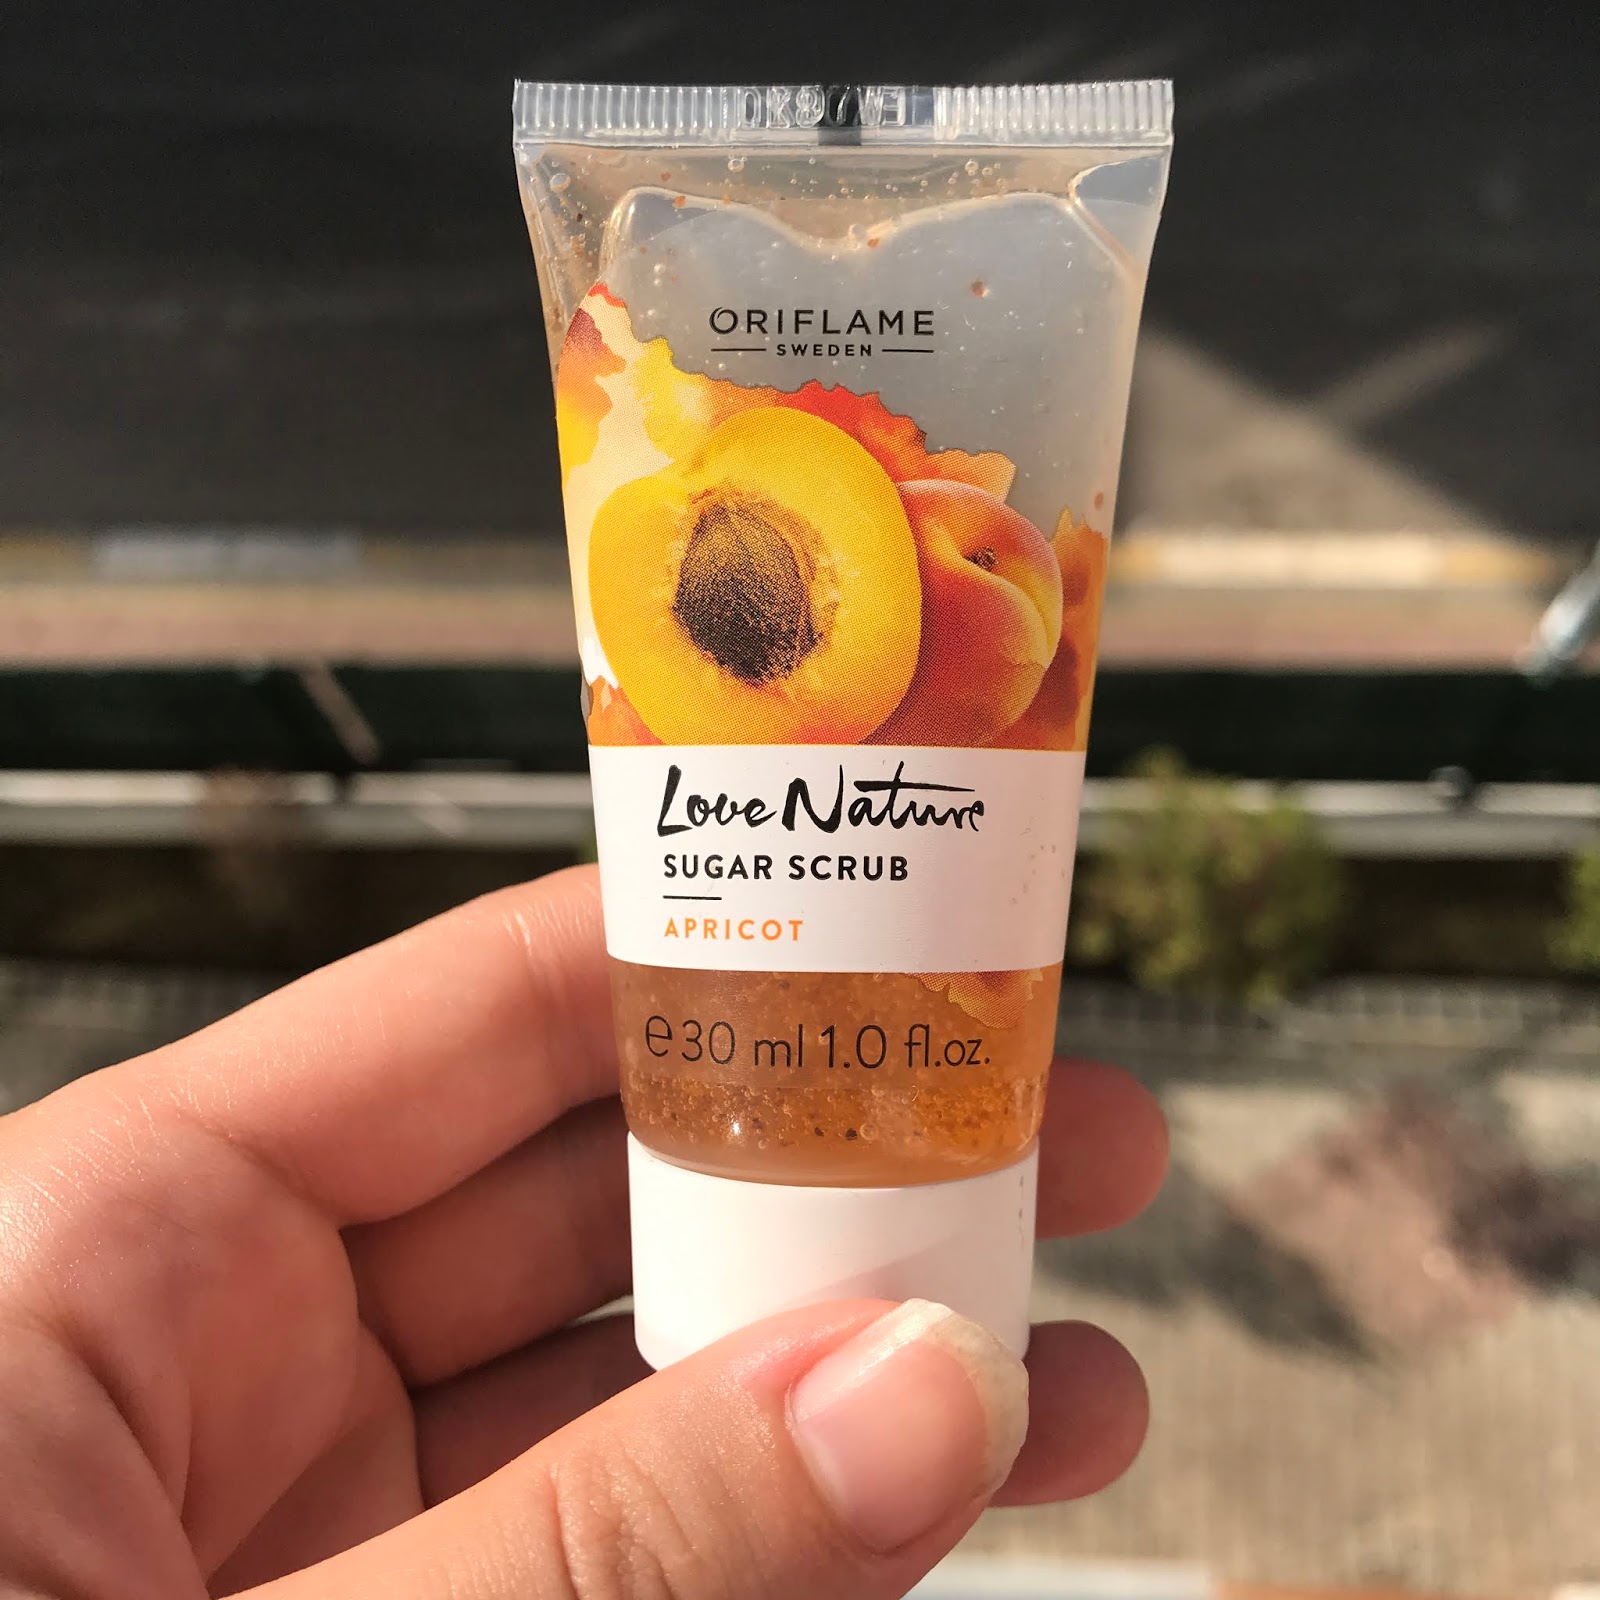 ORIFLAME
SWEDEN
Love Nature
SUGAR SCRUB
APRICOT
e 30 ml 1.0 fl.oz.